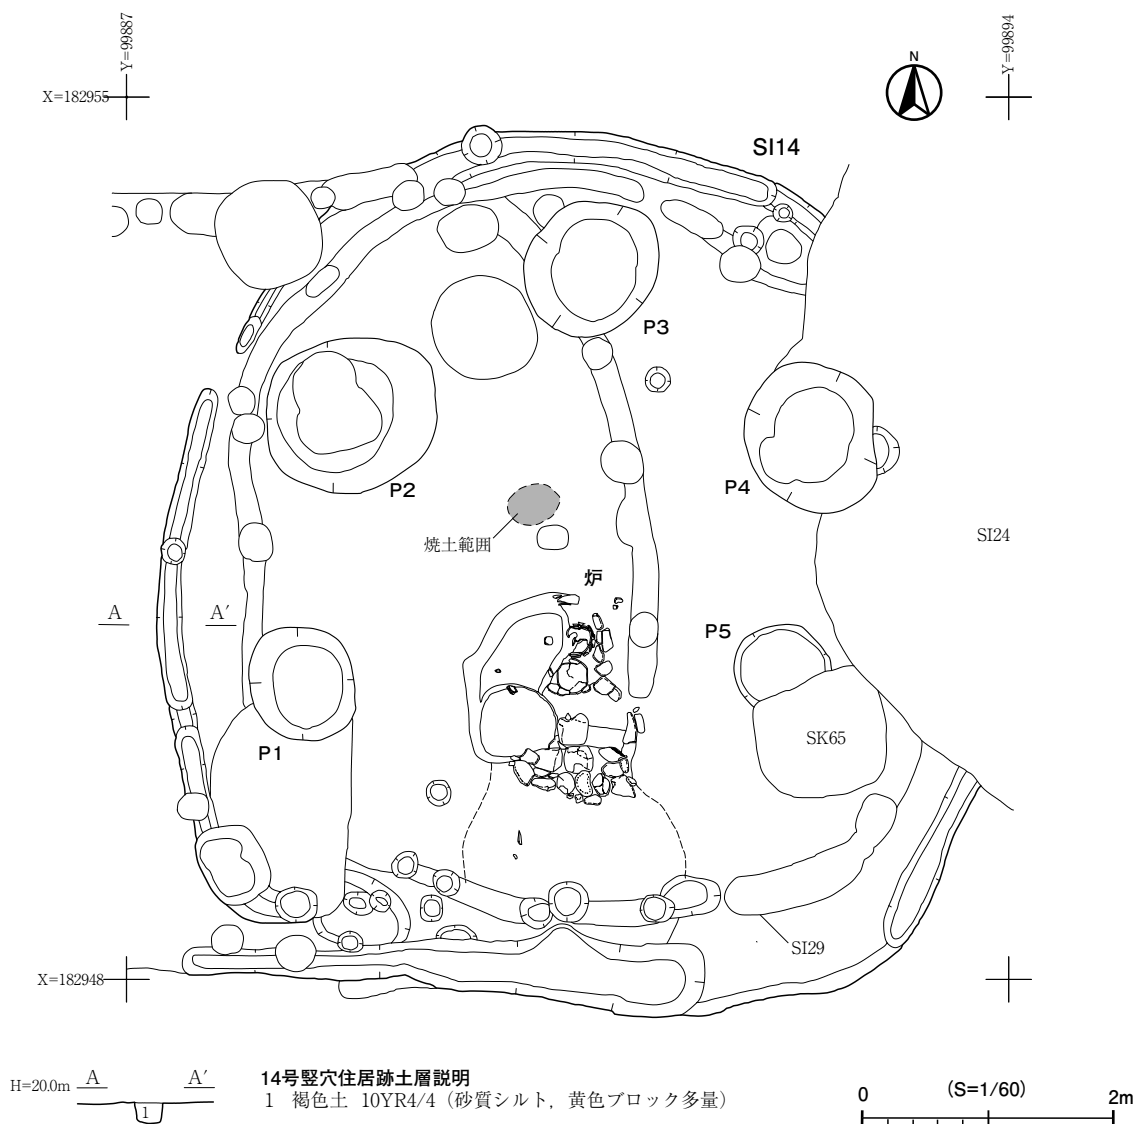 Y=99887
Y=99894
N
X=182955
SI14
P3
P2
P4
SI24
焼土範囲
炉
A
A′
P5
SK65
P1
SI29
X=182948
H=20.0m
A
A′
1
14号竪穴住居跡土層説明
1 褐色土 10YR4/4（砂質シルト，黄色ブロック多量）
0
(S=1/60)
2m